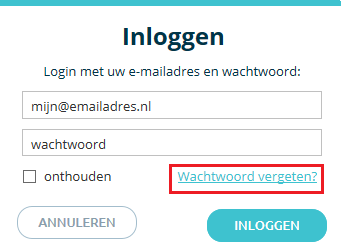 Inloggen
Login met uw e-mailadres en wachtwoord:
mijn@emailadres.nl
wachtwoord
onthouden Wachtwoord vergeten?
ANNULEREN INLOGGEN